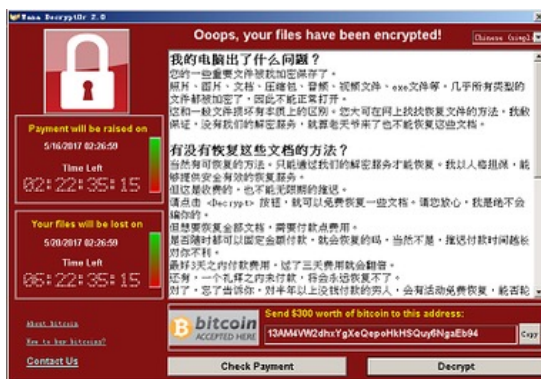 Wana Decrypt0r 2.0
Ooops, your files have been encrypted!
Chinese (simpl
Payment will be raised on
5/16/2017 02:26:59
Time Left
02:22:35:15
Your files will be lost on
5/20/2017 02:26:59
Time Left
06:22:35:15
About bitcoin
How to buy bitcoins?
Contact Us
我的电脑出了什么问题？
您的一些重要文件被我加密保存了。
照片、图片、文档、压缩包、音频、视频文件、exe文件等，几乎所有类型的
文件都被加密了，因此不能正常打开。
这和一般文件损坏有本质上的区别。您大可在网上找找恢复文件的方法，我敢
保证，没有我们的解密服务，就算老天爷来了也不能恢复这些文档。
有没有恢复这些文档的方法？
当然有可恢复的方法。只能通过我们的解密服务才能恢复。我以人格担保，能
够提供安全有效的恢复服务。
但这是收费的，也不能无限期的推迟。
请点击 <Decrypt> 按钮，就可以免费恢复一些文档。请您放心，我是绝不会
骗你的。
但想要恢复全部文档，需要付款点费用。
是否随时都可以固定金额付款，就会恢复的吗，当然不是，推迟付款时间越长
对你不利。
最好3天之内付款费用，过了三天费用就会翻倍。
还有，一个礼拜之内未付款，将会永远恢复不了。
对了，忘了告诉你，对半年以上没钱付款的穷人，会有活动免费恢复，能否轮
bitcoin
ACCEPTED HERE
Send $300 worth of bitcoin to this address:
13AM4VW2dhxYgXeQepoHkHSQuy6NgaEb94
Copy
Check Payment
Decrypt